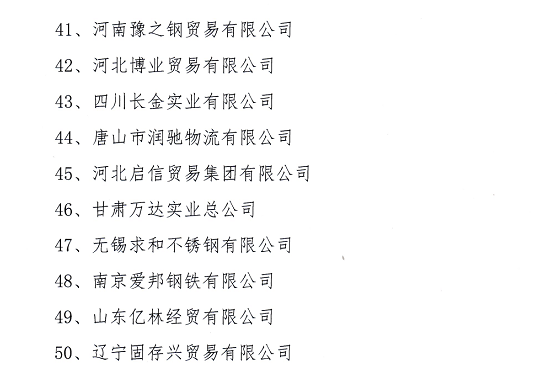 41、河南豫之钢贸易有限公司
42、河北博业贸易有限公司
43、四川长金实业有限公司
44、唐山市润驰物流有限公司
45、河北启信贸易集团有限公司
46、甘肃万达实业总公司
47、无锡求和不锈钢有限公司
48、南京爱邦钢铁有限公司
49、山东亿林经贸有限公司
50、辽宁固存兴贸易有限公司